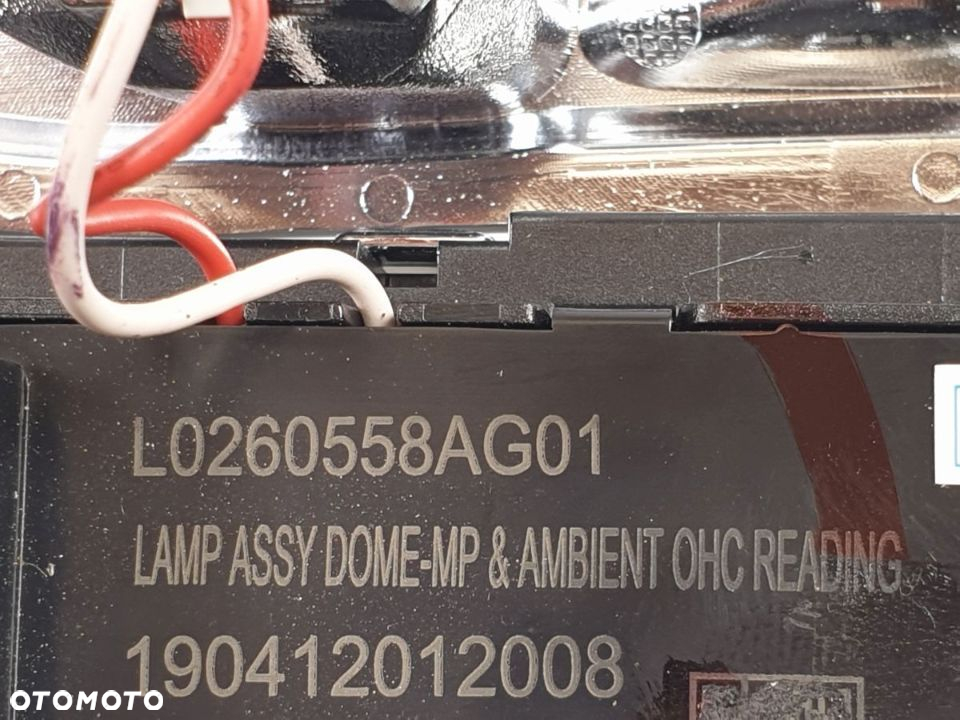 L0260558AG01
LAMP ASSY DOME-MP & AMBIENT OHC READING
190412012008
H
OTOMOTO